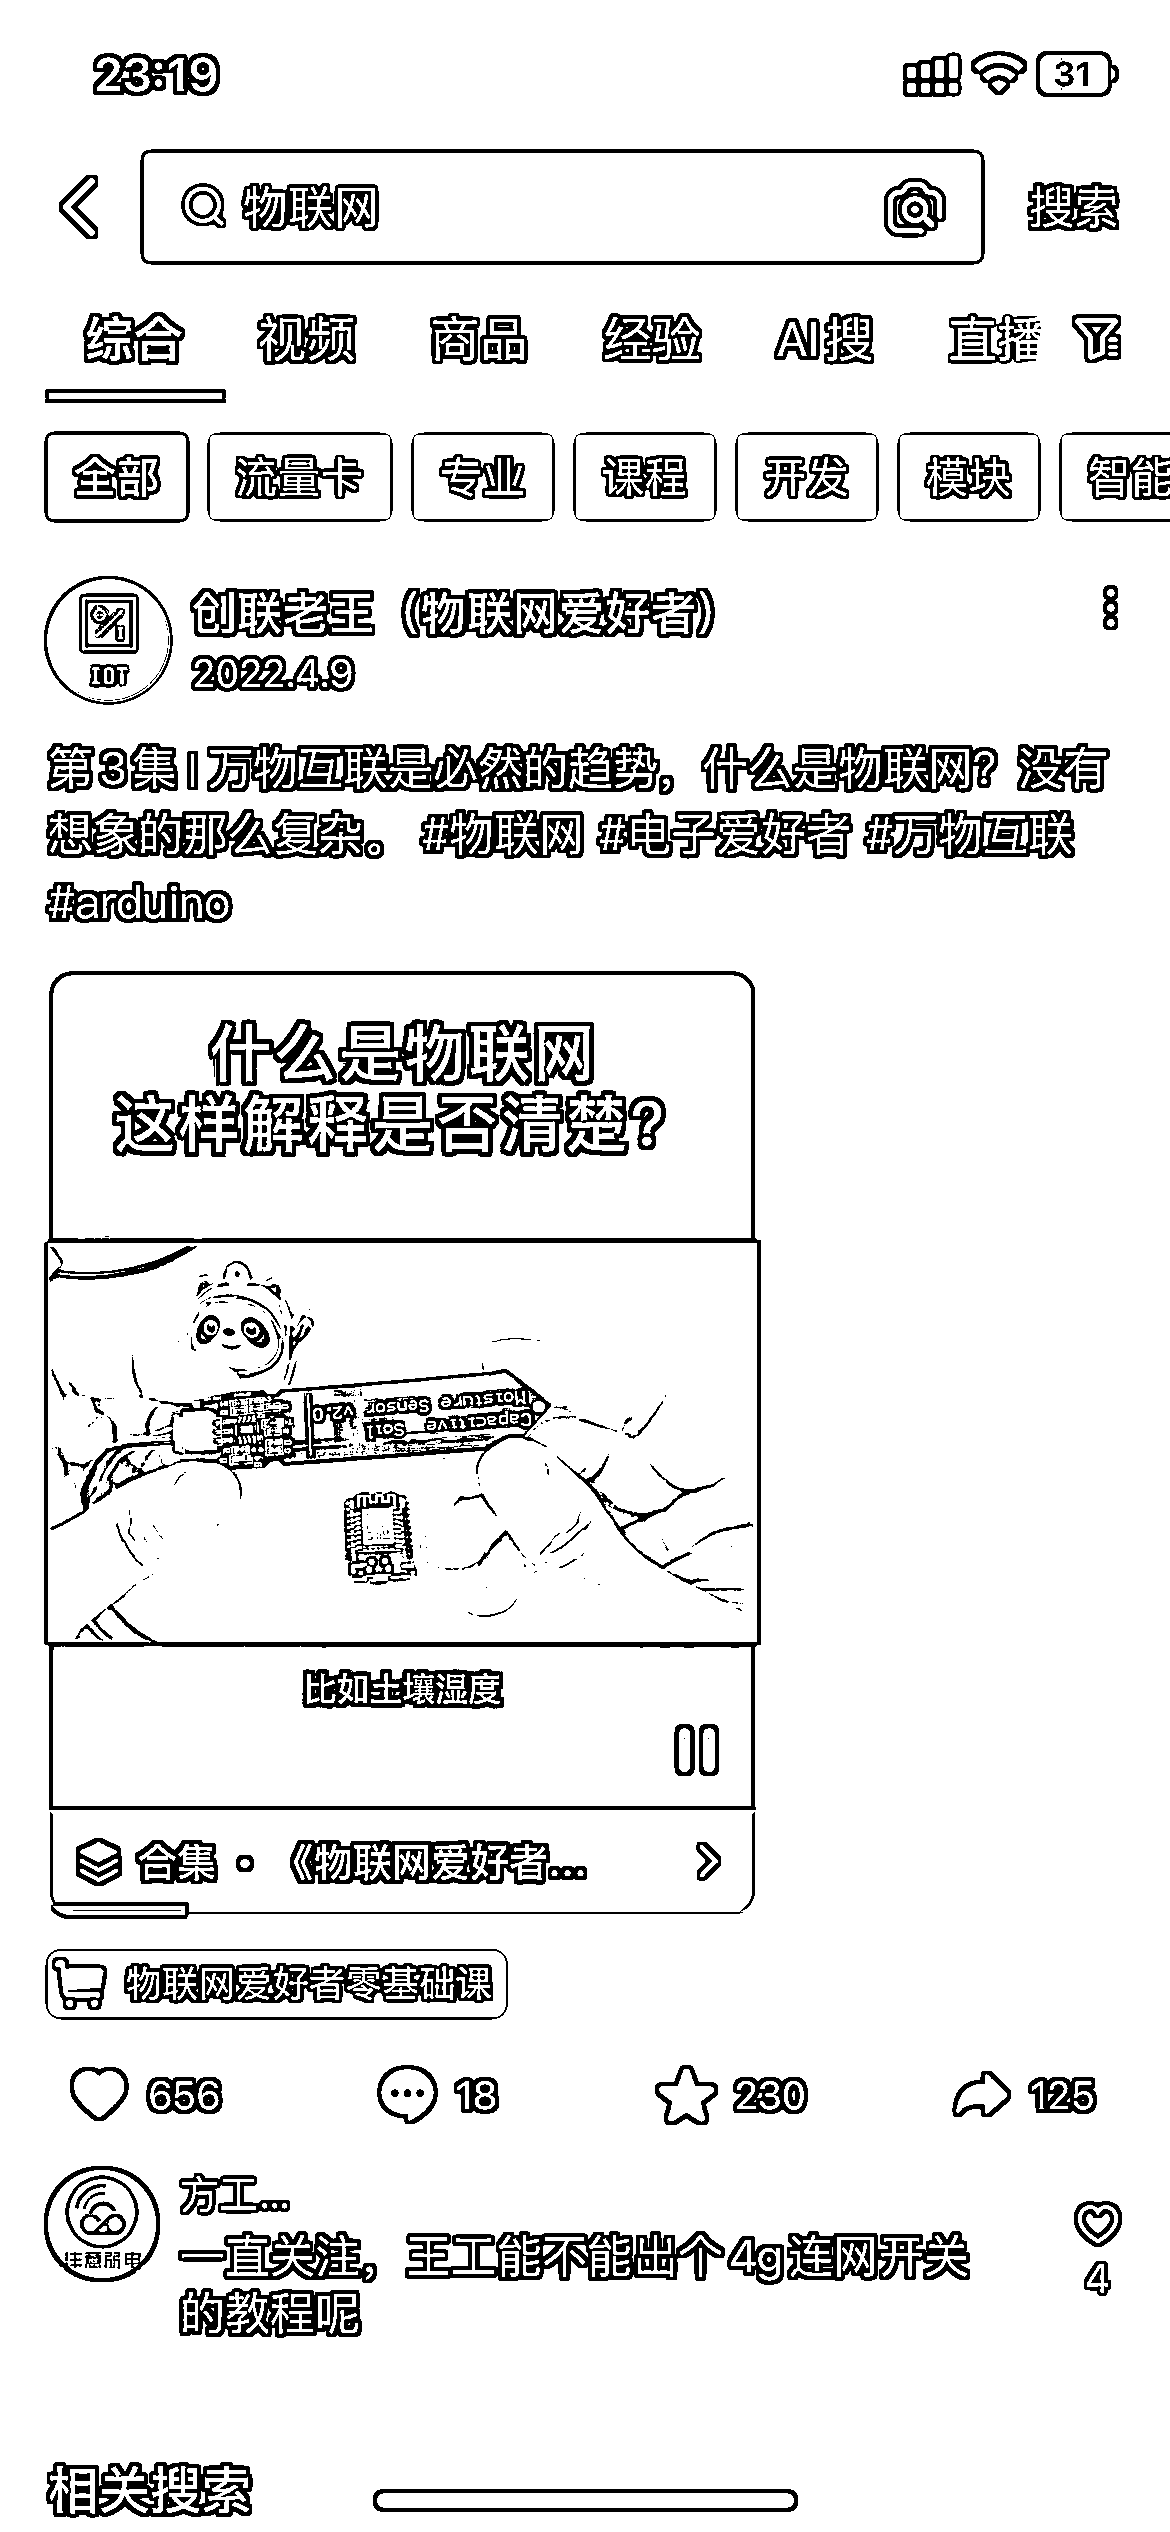 23:19
31
物联网
搜索
综合 视频 商品 经验 AI搜 直播
全部 流量卡 专业 课程 开发 模块 智能
创联老王（物联网爱好者）
IOT
2022.4.9
第3集 | 万物互联是必然的趋势，什么是物联网？没有
想象的那么复杂。 #物联网 #电子爱好者 #万物互联
#arduino
什么是物联网
这样解释是否清楚？
Capacitive Soil
Moisture Sensor v2.0
比如土壤湿度
合集 · 《物联网爱好者...
物联网爱好者零基础课
656 18 230 125
方工...
一直关注，王工能不能出个4g连网开关
的教程呢
4
相关搜索